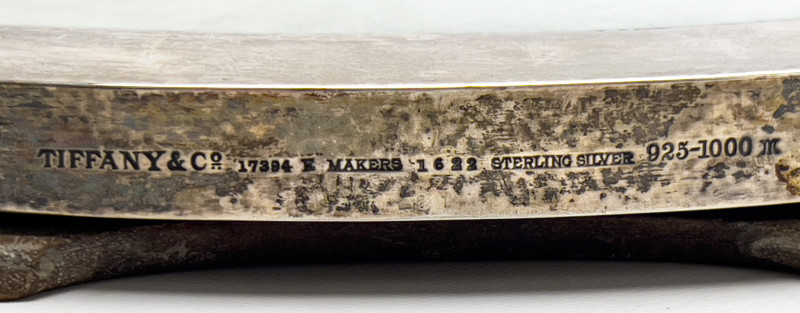 TIFFANY & Cº 17394 E MAKERS 1622 STERLING SILVER 925-1000 m